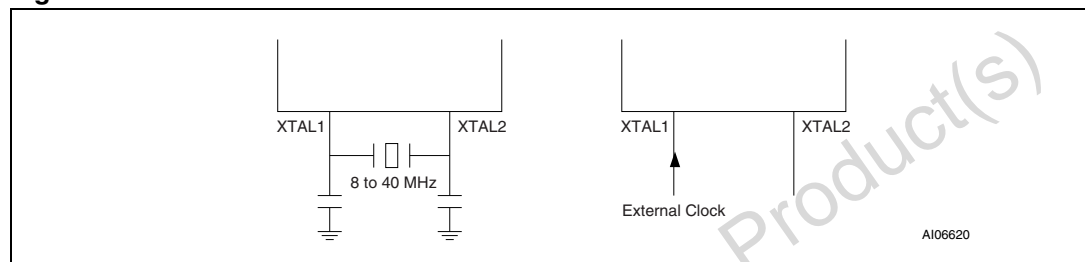 XTAL1 XTAL2 XTAL1 XTAL2
8 to 40 MHz
External Clock
AI06620
Product(s)